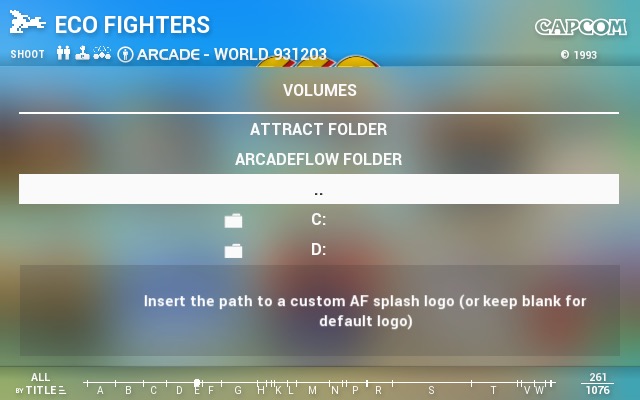 ECO FIGHTERS
CAPCOM
SHOOT
ARCADE - WORLD 931203
© 1993
VOLUMES
ATTRACT FOLDER
ARCADEFLOW FOLDER
..
C:
D:
Insert the path to a custom AF splash logo (or keep blank for
default logo)
ALL
BY TITLE
A B C D E F G H K L M N P R S T V W
261
1076